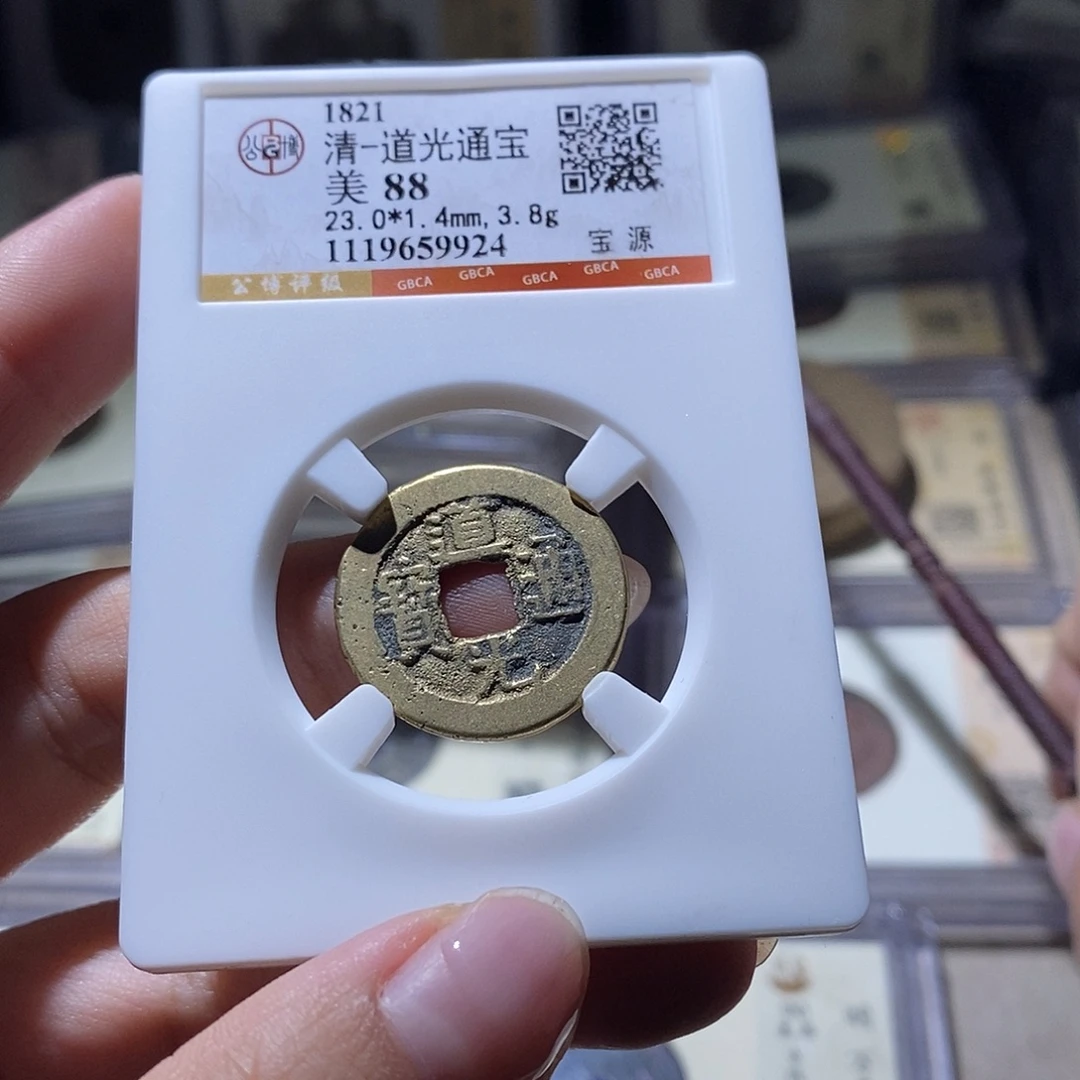 1821
清-道光通宝
美 88
23.0*1.4mm, 3.8g
1119659924
宝 源
公博评级 GBCA GBCA GBCA GBCA GBCA
道
寶 通
光